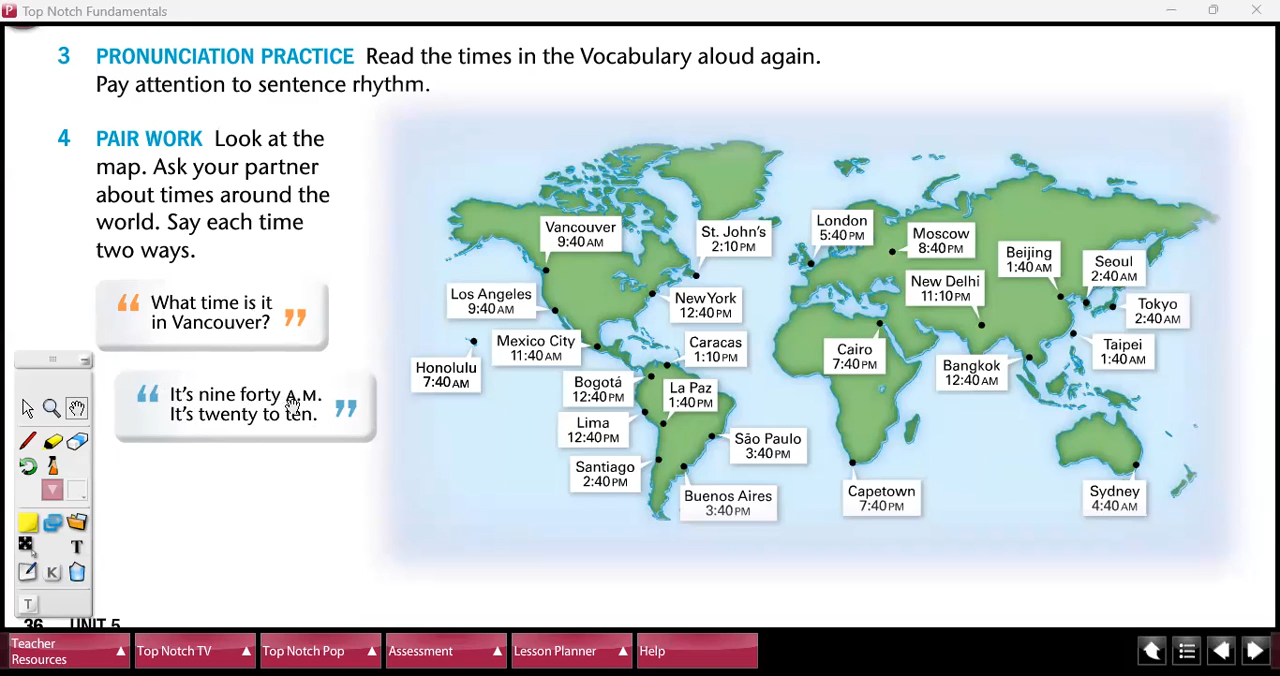 Top Notch Fundamentals
3 PRONUNCIATION PRACTICE Read the times in the Vocabulary aloud again.
Pay attention to sentence rhythm.
4 PAIR WORK Look at the
map. Ask your partner
about times around the
world. Say each time
two ways.
“ What time is it
in Vancouver? ”
“ It's nine forty A.M.
It's twenty to ten. ”
Vancouver
9:40 AM
St. John's
2:10 PM
London
5:40 PM
Moscow
8:40 PM
Beijing
1:40 AM
Seoul
2:40 AM
Los Angeles
9:40 AM
New York
12:40 PM
New Delhi
11:10 PM
Tokyo
2:40 AM
Honolulu
7:40 AM
Mexico City
11:40 AM
Caracas
1:10 PM
Cairo
7:40 PM
Bangkok
12:40 AM
Taipei
1:40 AM
Bogotá
12:40 PM
La Paz
1:40 PM
Lima
12:40 PM
São Paulo
3:40 PM
Santiago
2:40 PM
Buenos Aires
3:40 PM
Capetown
7:40 PM
Sydney
4:40 AM
T
K
T
36 UNIT 5
Teacher
Resources
Top Notch TV
Top Notch Pop
Assessment
Lesson Planner
Help